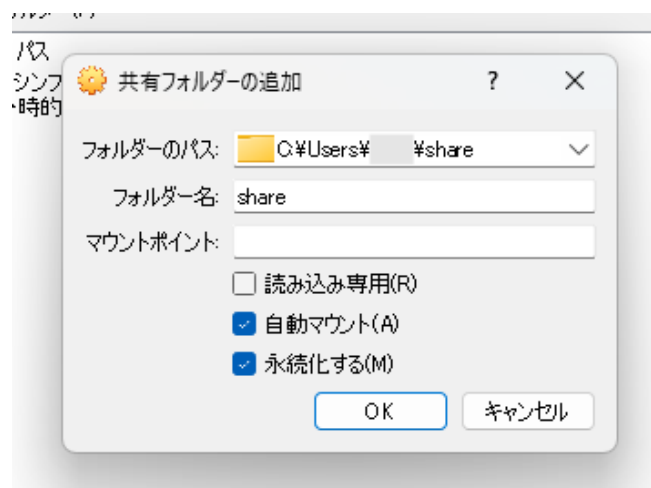 パス
シンフ
時的
共有フォルダーの追加
?
フォルダーのパス: C:¥Users¥ ¥share
フォルダー名: share
マウントポイント:
読み込み専用(R)
自動マウント(A)
永続化する(M)
OK キャンセル